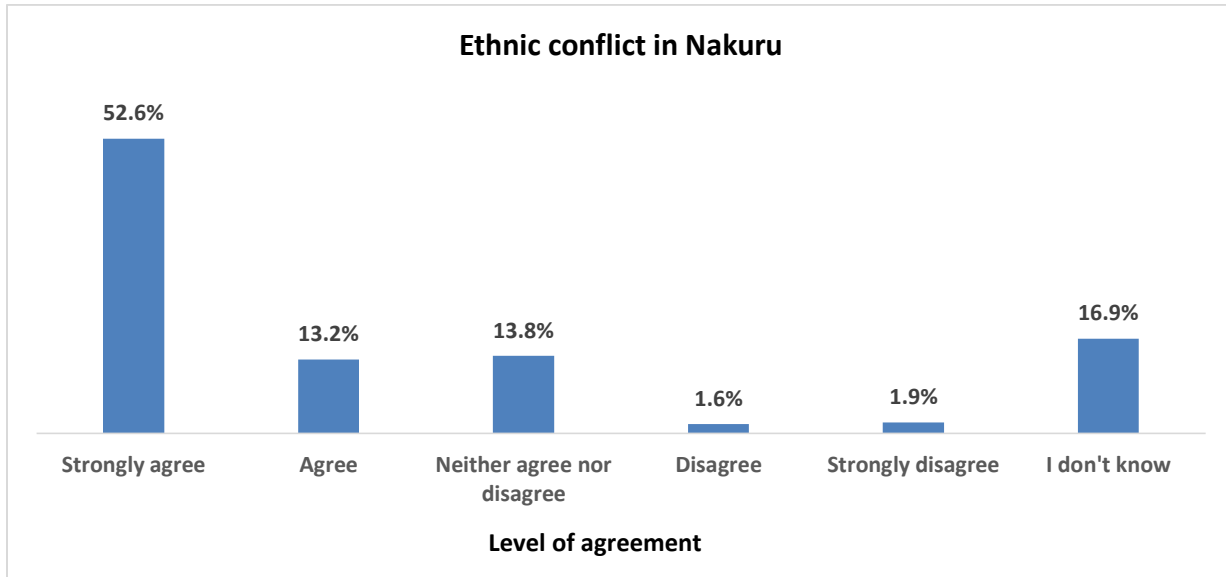 Ethnic conflict in Nakuru
52.6%
13.2%
13.8%
1.6%
1.9%
16.9%
Strongly agree
Agree
Neither agree nor
disagree
Disagree
Strongly disagree
I don't know
Level of agreement